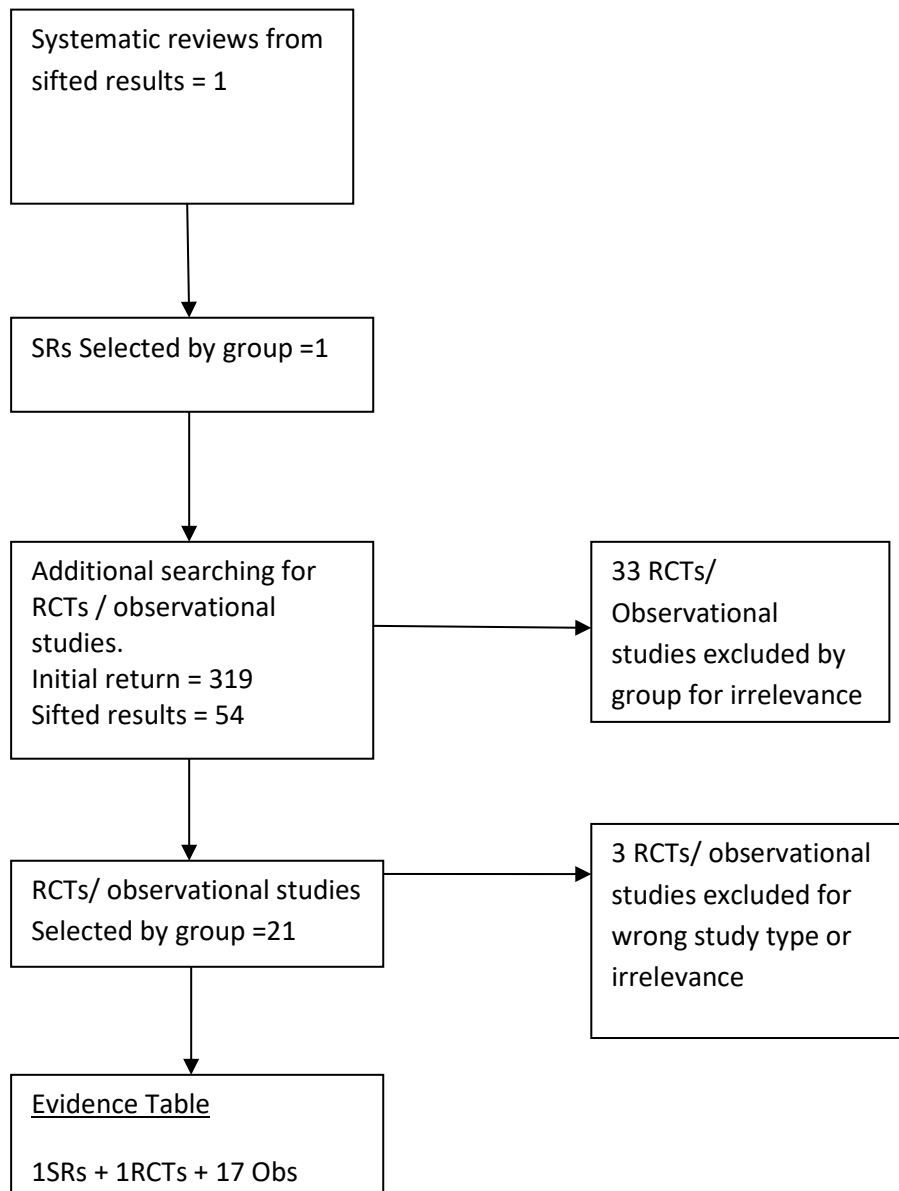 Systematic reviews from
sifted results = 1
SRs Selected by group =1
Additional searching for
RCTs / observational
studies.
Initial return = 319
Sifted results = 54
33 RCTs/
Observational
studies excluded by
group for irrelevance
RCTs/ observational studies
Selected by group =21
3 RCTs/ observational
studies excluded for
wrong study type or
irrelevance
Evidence Table
1SRs + 1RCTs + 17 Obs